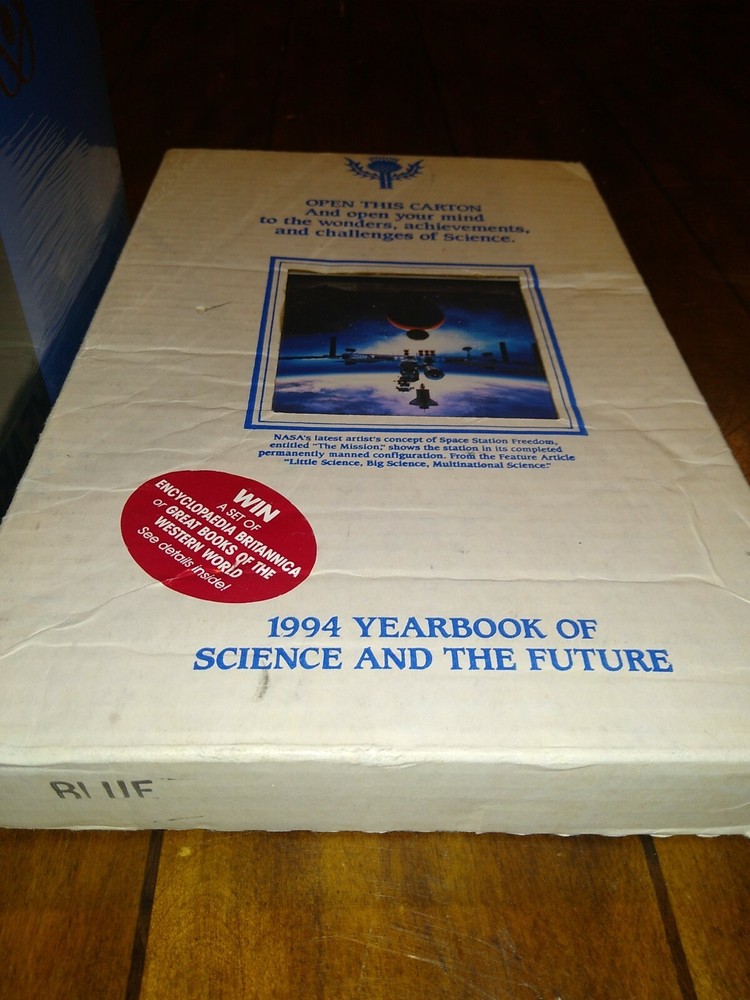 OPEN THIS CARTON
And open your mind
to the wonders, achievements,
and challenges of Science.
NASA's latest artist's concept of Space Station Freedom,
entitled "The Mission," shows the station in its completed
permanently manned configuration. From the Feature Article
"Little Science, Big Science, Multinational Science."
WIN
A SET OF
ENCYCLOPAEDIA BRITANNICA
or GREAT BOOKS OF THE
WESTERN WORLD
See details inside!
1994 YEARBOOK OF
SCIENCE AND THE FUTURE
BLUE